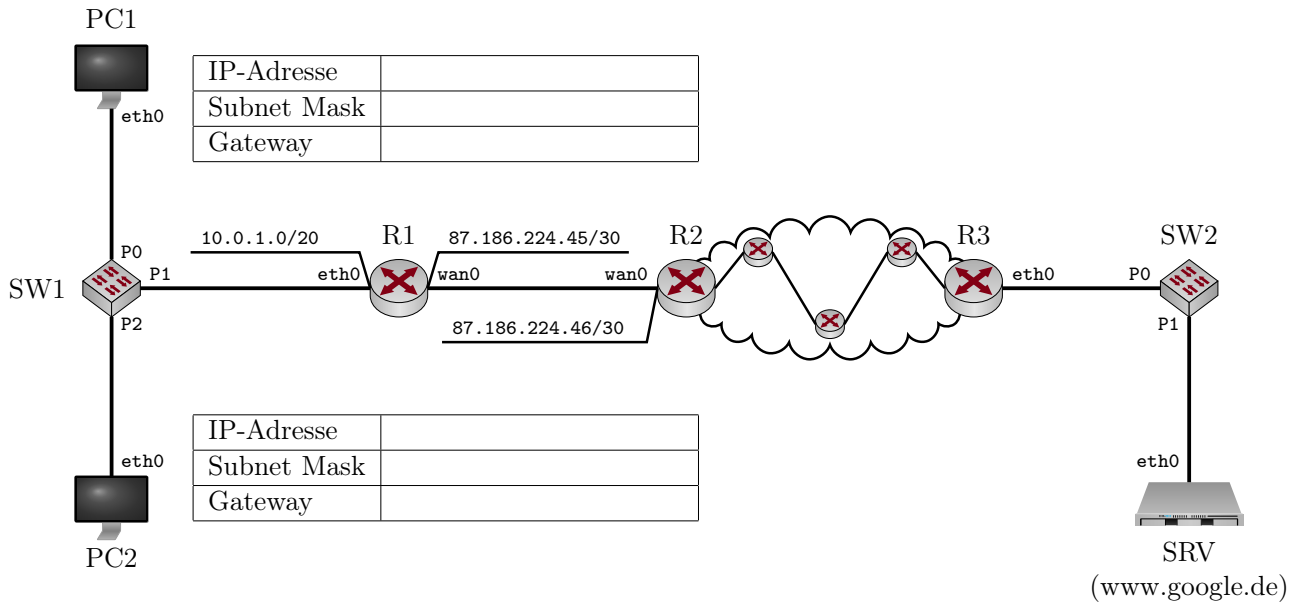 PC1
eth0
IP-Adresse
Subnet Mask
Gateway
10.0.1.0/20
R1
87.186.224.45/30
R2
R3
SW2
P0
P1
SW1
P2
eth0
wan0
wan0
eth0
P0
P1
87.186.224.46/30
IP-Adresse
Subnet Mask
Gateway
eth0
PC2
eth0
SRV
(www.google.de)